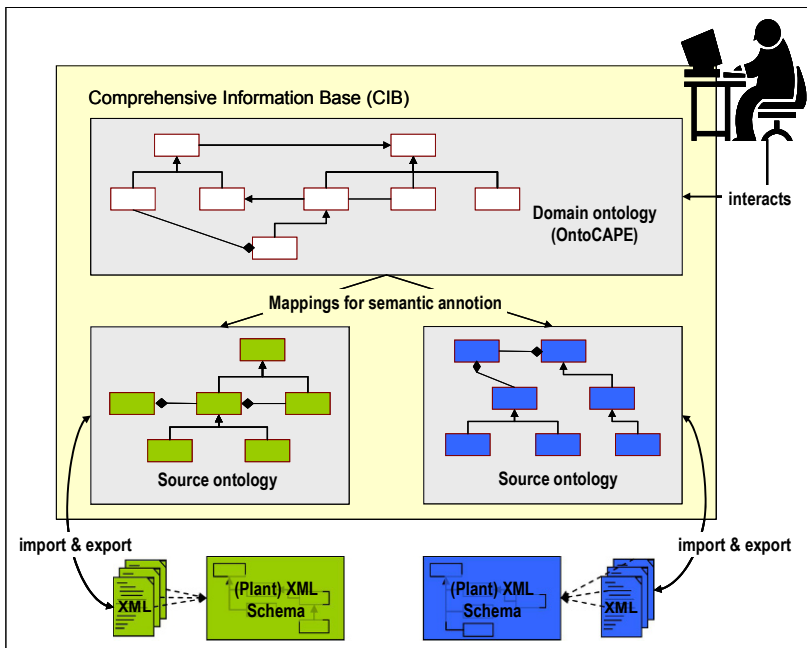 Comprehensive Information Base (CIB)
interacts
Domain ontology
(OntoCAPE)
Mappings for semantic annotion
Source ontology
Source ontology
import & export
import & export
XML
(Plant) XML
Schema
(Plant) XML
Schema
XML